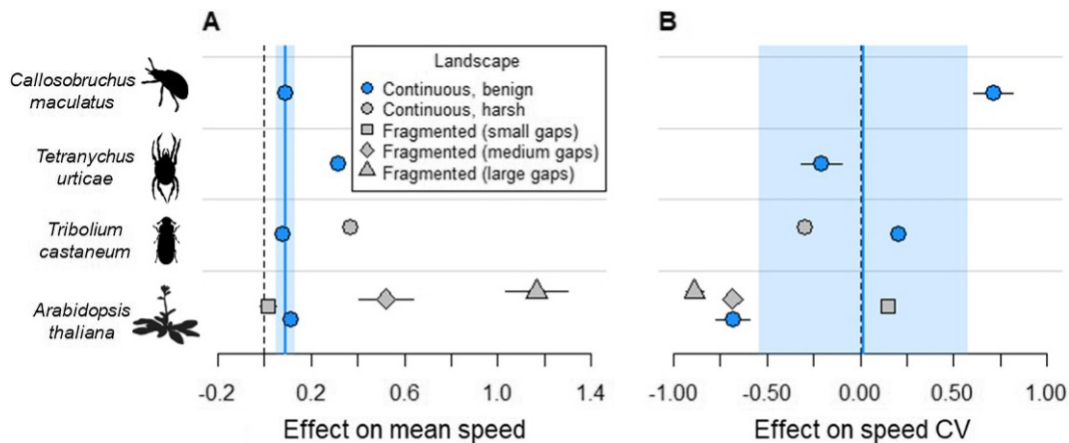 A
B
Callosobruchus
maculatus
Tetranychus
urticae
Tribolium
castaneum
Arabidopsis
thaliana
Landscape
Continuous, benign
Continuous, harsh
Fragmented (small gaps)
Fragmented (medium gaps)
Fragmented (large gaps)
-0.2 0.2 0.6 1.0 1.4
Effect on mean speed
-1.00 -0.50 0.00 0.50 1.00
Effect on speed CV